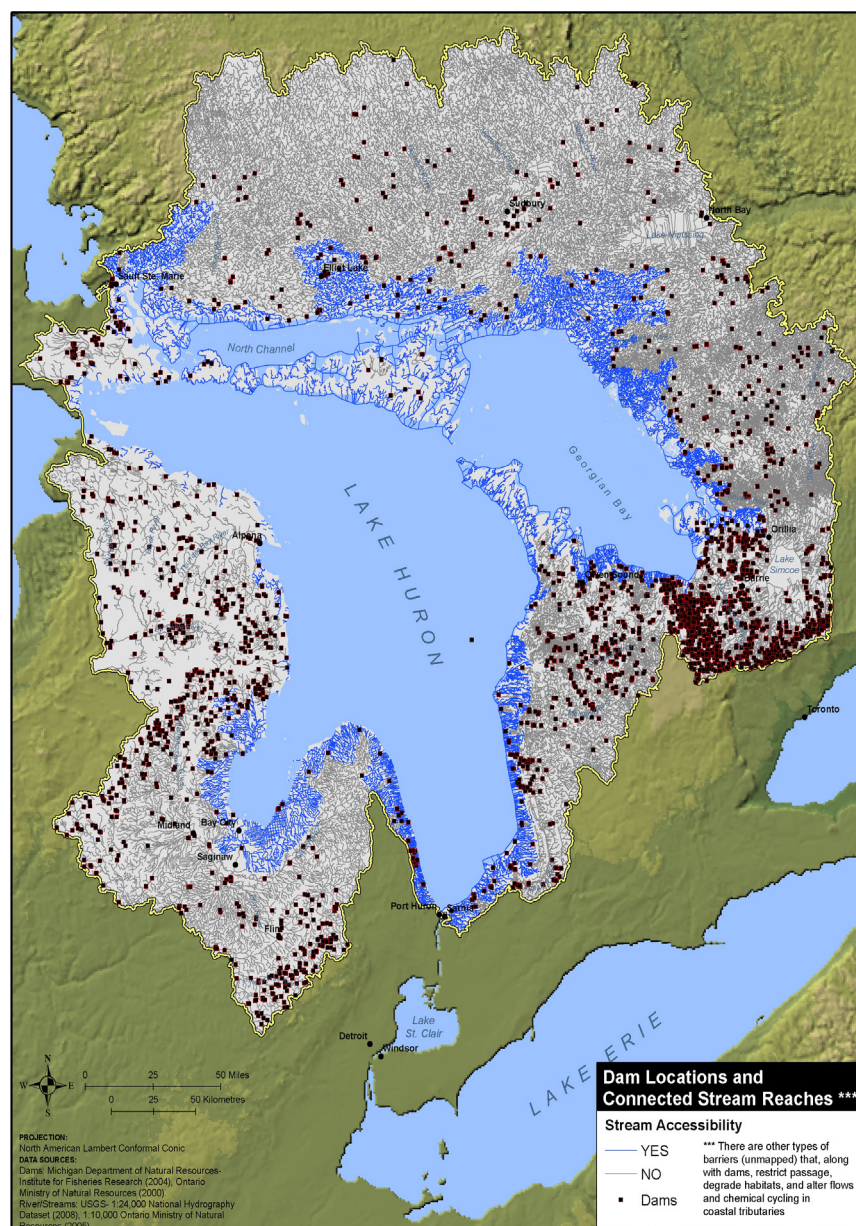 Sudbury
North Bay
Lake Nipissing
Elliot Lake
Sault Ste. Marie
North Channel
Georgian Bay
LAKE HURON
Alpena
Orillia
Lake
Simcoe
Owen Sound
Barrie
Toronto
Midland
Bay City
Saginaw
Flint
Port Huron
Sarnia
Lake
St. Clair
Detroit
Windsor
LAKE ERIE
N
W
E
S
0 25 50 Miles
0 25 50 Kilometres
PROJECTION:
North American Lambert Conformal Conic
DATA SOURCES:
Dams: Michigan Department of Natural Resources-
Institute for Fisheries Research (2004), Ontario
Ministry of Natural Resources (2000).
River/Streams: USGS- 1:24,000 National Hydrography
Dataset (2008), 1:10,000 Ontario Ministry of Natural
Resources (2005)
Dam Locations and
Connected Stream Reaches ***
Stream Accessibility
YES
NO
Dams
*** There are other types of
barriers (unmapped) that, along
with dams, restrict passage,
degrade habitats, and alter flows
and chemical cycling in
coastal tributaries